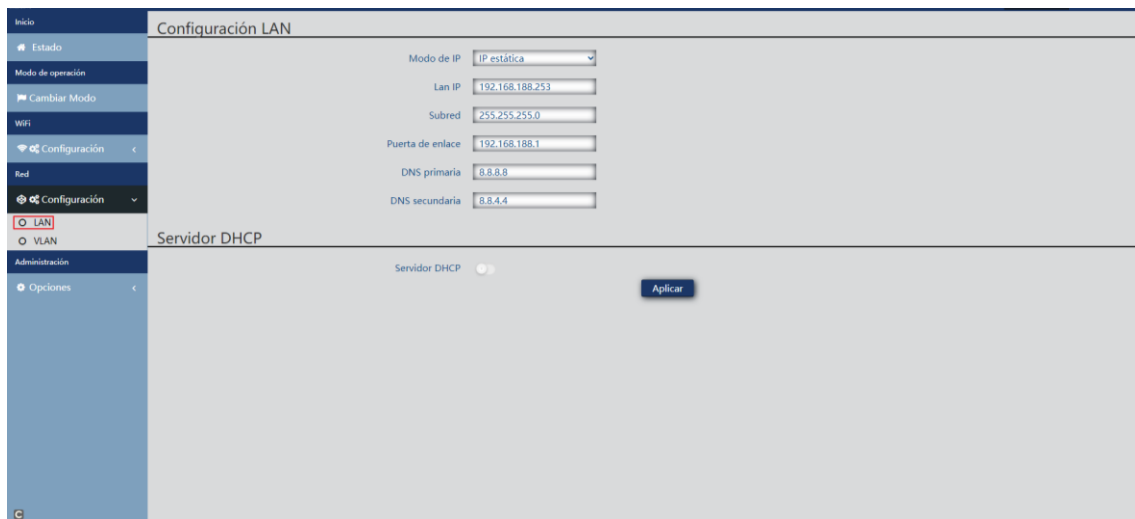 Inicio
Estado
Modo de operación
Cambiar Modo
WiFi
Configuración
Red
Configuración
LAN
VLAN
Administración
Opciones
Configuración LAN
Modo de IP IP estática
Lan IP 192.168.188.253
Subred 255.255.255.0
Puerta de enlace 192.168.188.1
DNS primaria 8.8.8.8
DNS secundaria 8.8.4.4
Servidor DHCP
Servidor DHCP
Aplicar